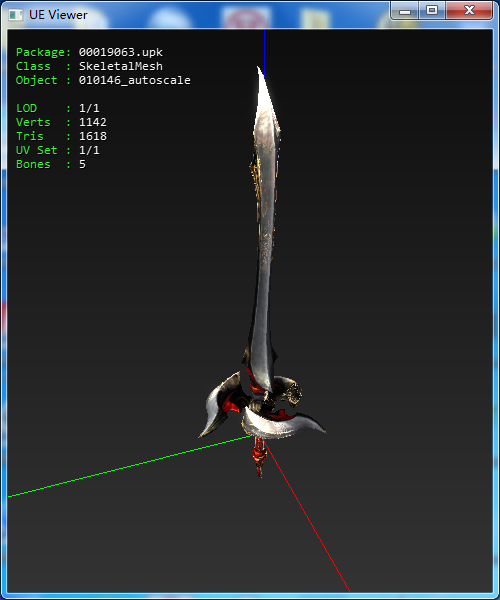 UE Viewer
Package: 00019063.upk
Class : SkeletalMesh
Object : 010146_autoscale
LOD : 1/1
Verts : 1142
Tris : 1618
UV Set : 1/1
Bones : 5